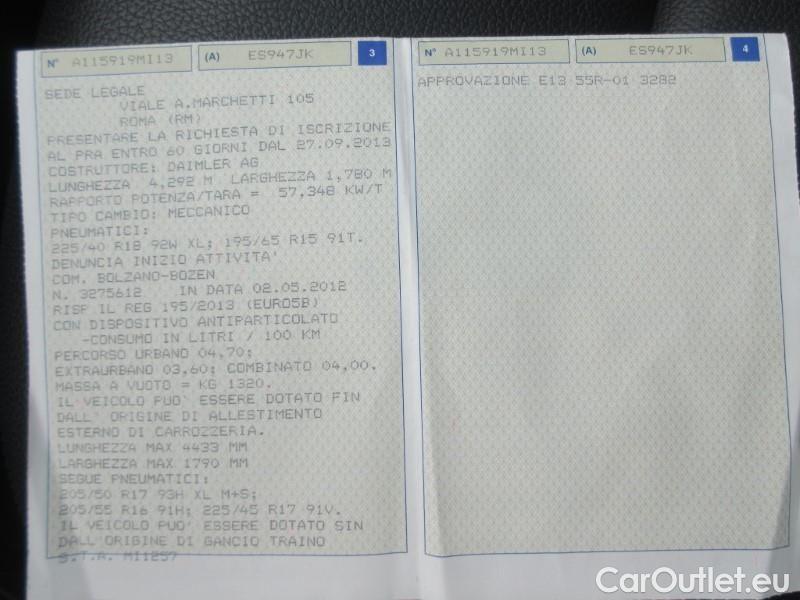 N° A115919MI13 (A) ES947JK 3
SEDE LEGALE
VIALE A.MARCHETTI 105
ROMA (RM)
PRESENTARE LA RICHIESTA DI ISCRIZIONE
AL PRA ENTRO 60 GIORNI DAL 27.09.2013
COSTRUTTORE: DAIMLER AG
LUNGHEZZA 4,292 M LARGHEZZA 1,780 M
RAPPORTO POTENZA/TARA = 57,348 KW/T
TIPO CAMBIO: MECCANICO
PNEUMATICI:
225/40 R18 92W XL; 195/65 R15 91T.
DENUNCIA INIZIO ATTIVITA'
COM. BOLZANO-BOZEN
N. 3275612 IN DATA 02.05.2012
RISP IL REG 195/2013 (EURO5B)
CON DISPOSITIVO ANTIPARTICOLATO
-CONSUMO IN LITRI / 100 KM
PERCORSO URBANO 04,70;
EXTRAURBANO 03,60; COMBINATO 04,00.
MASSA A VUOTO = KG 1320.
IL VEICOLO PUO' ESSERE DOTATO FIN
DALL' ORIGINE DI ALLESTIMENTO
ESTERNO DI CARROZZERIA.
LUNGHEZZA MAX 4433 MM
LARGHEZZA MAX 1790 MM
SEGUE PNEUMATICI:
205/50 R17 93H XL M+S;
205/55 R16 91H; 225/45 R17 91V.
IL VEICOLO PUO' ESSERE DOTATO SIN
DALL'ORIGINE DI GANCIO TRAINO
S.T.A. MI1257
N° A115919MI13 (A) ES947JK 4
APPROVAZIONE E13 55R-01 3282
CarOutlet.eu